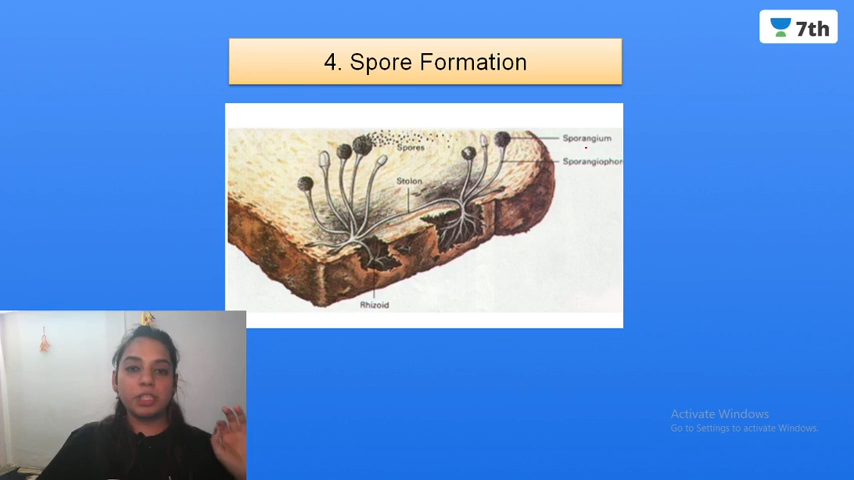 7th
4. Spore Formation
Spores
Sporangium
Sporangiophor
Stolon
Rhizoid
Activate Windows
Go to Settings to activate Windows.